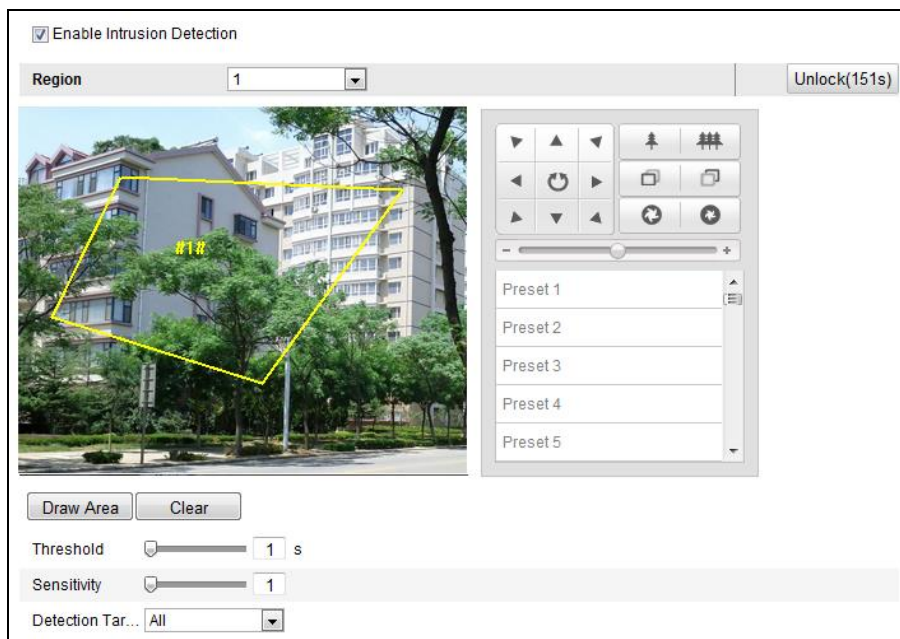 Enable Intrusion Detection
Region 1 Unlock(151s)
#1#
Preset 1
Preset 2
Preset 3
Preset 4
Preset 5
Draw Area Clear
Threshold 1 s
Sensitivity 1
Detection Tar... All